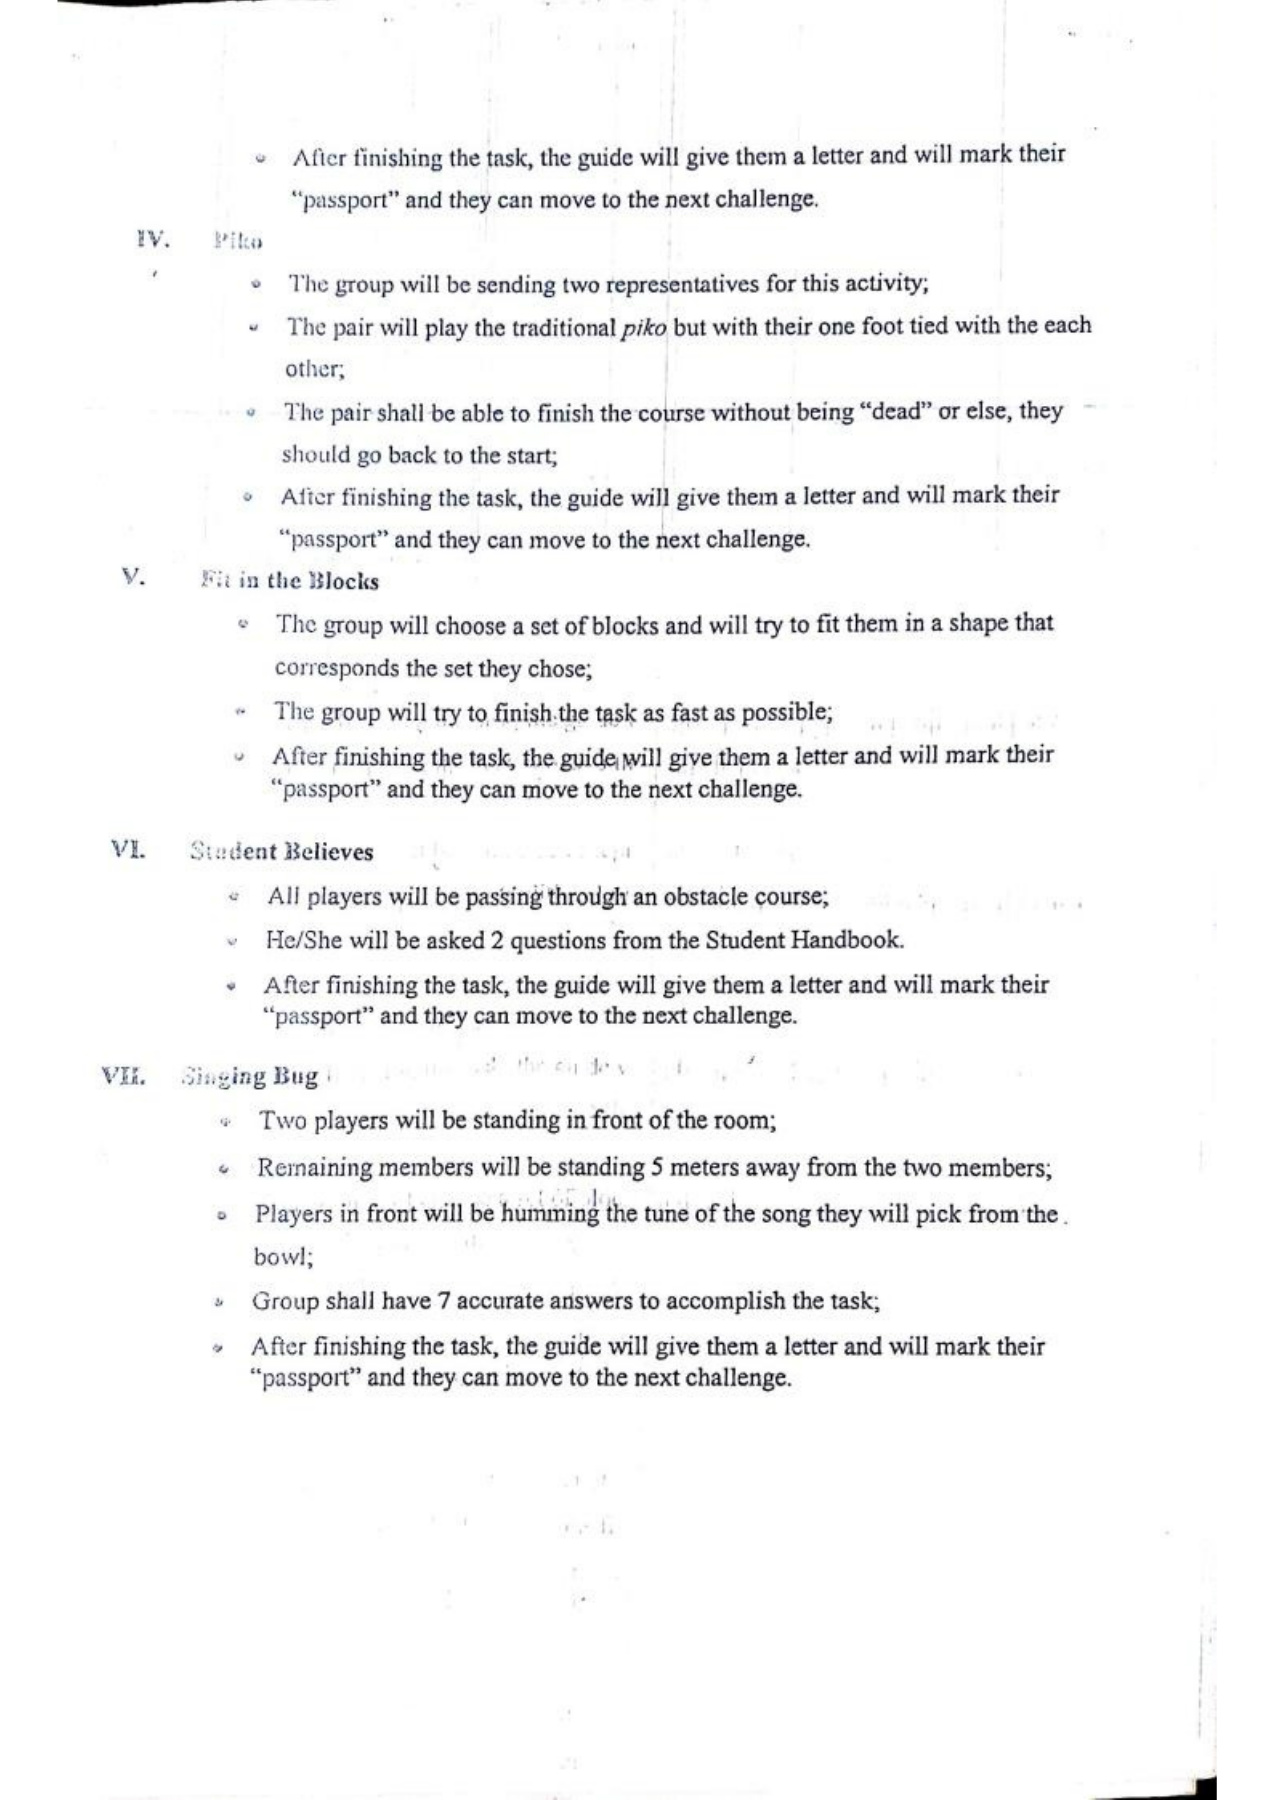 After finishing the task, the guide will give them a letter and will mark their
“passport” and they can move to the next challenge.
IV. Piko
The group will be sending two representatives for this activity;
The pair will play the traditional piko but with their one foot tied with the each
other;
The pair shall be able to finish the course without being “dead” or else, they
should go back to the start;
After finishing the task, the guide will give them a letter and will mark their
“passport” and they can move to the next challenge.
V. Fit in the Blocks
The group will choose a set of blocks and will try to fit them in a shape that
corresponds the set they chose;
The group will try to finish the task as fast as possible;
After finishing the task, the guide will give them a letter and will mark their
“passport” and they can move to the next challenge.
VI. Student Believes
All players will be passing through an obstacle course;
He/She will be asked 2 questions from the Student Handbook.
After finishing the task, the guide will give them a letter and will mark their
“passport” and they can move to the next challenge.
VII. Singing Bug
Two players will be standing in front of the room;
Remaining members will be standing 5 meters away from the two members;
Players in front will be humming the tune of the song they will pick from the
bowl;
Group shall have 7 accurate answers to accomplish the task;
After finishing the task, the guide will give them a letter and will mark their
“passport” and they can move to the next challenge.